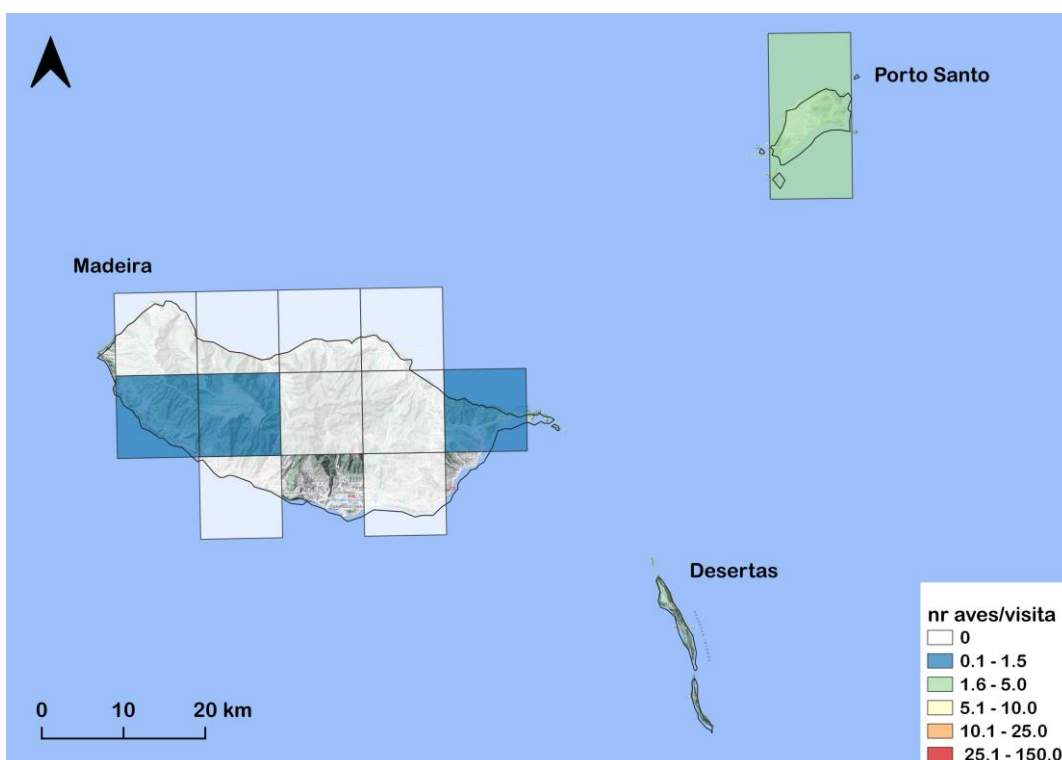 Porto Santo
Madeira
Desertas
nr aves/visita
0
0.1 - 1.5
1.6 - 5.0
5.1 - 10.0
10.1 - 25.0
25.1 - 150.0
0 10 20 km